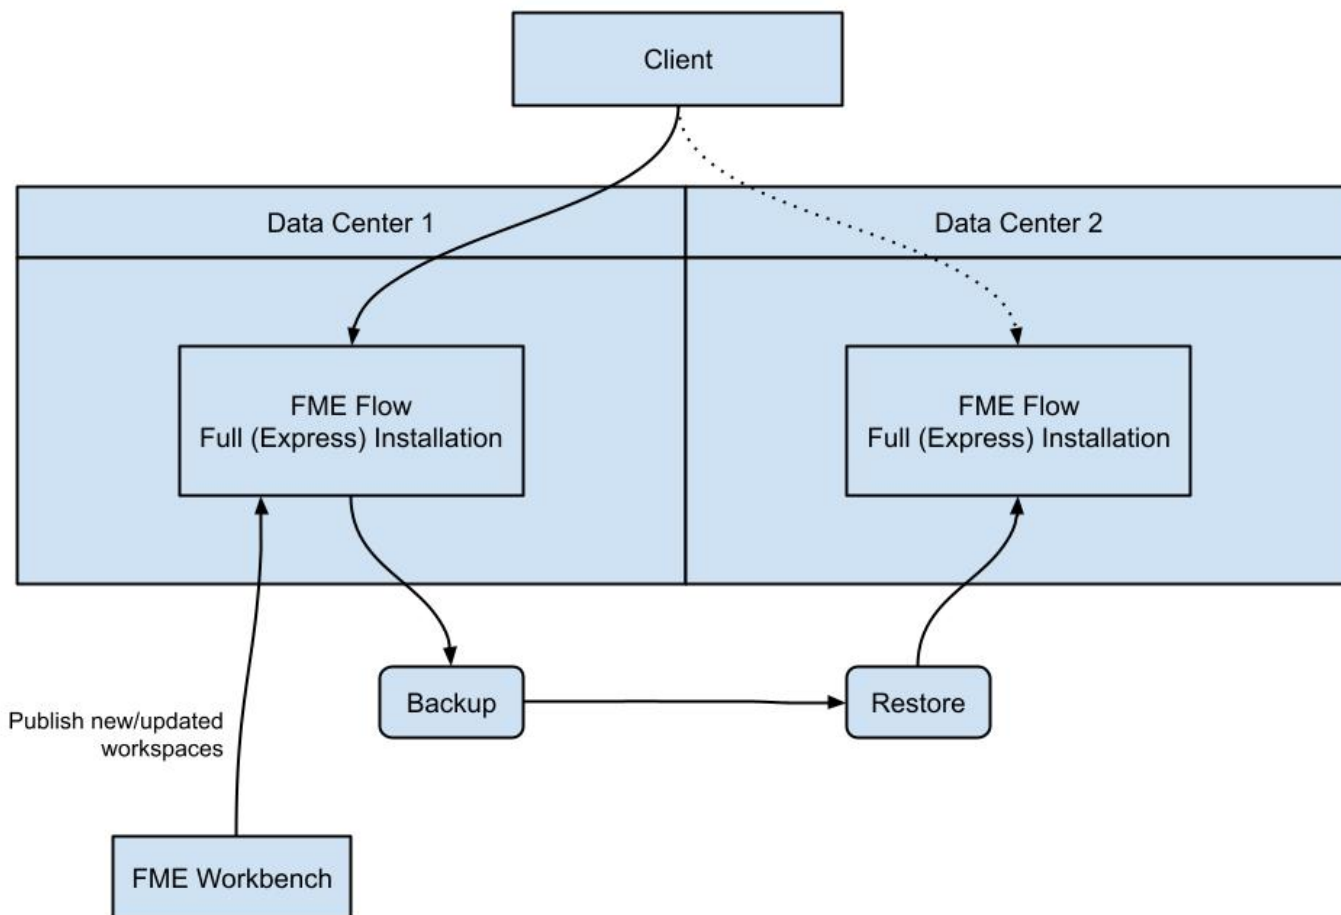 Client
Data Center 1
Data Center 2
FME Flow
Full (Express) Installation
FME Flow
Full (Express) Installation
Backup
Restore
Publish new/updated
workspaces
FME Workbench